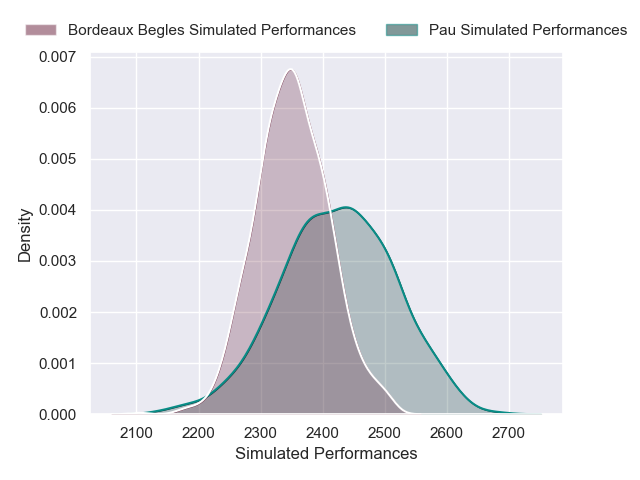 Bordeaux Begles Simulated Performances
Pau Simulated Performances
0.007
0.006
0.005
0.004
0.003
0.002
0.001
0.000
Density
2100 2200 2300 2400 2500 2600 2700
Simulated Performances